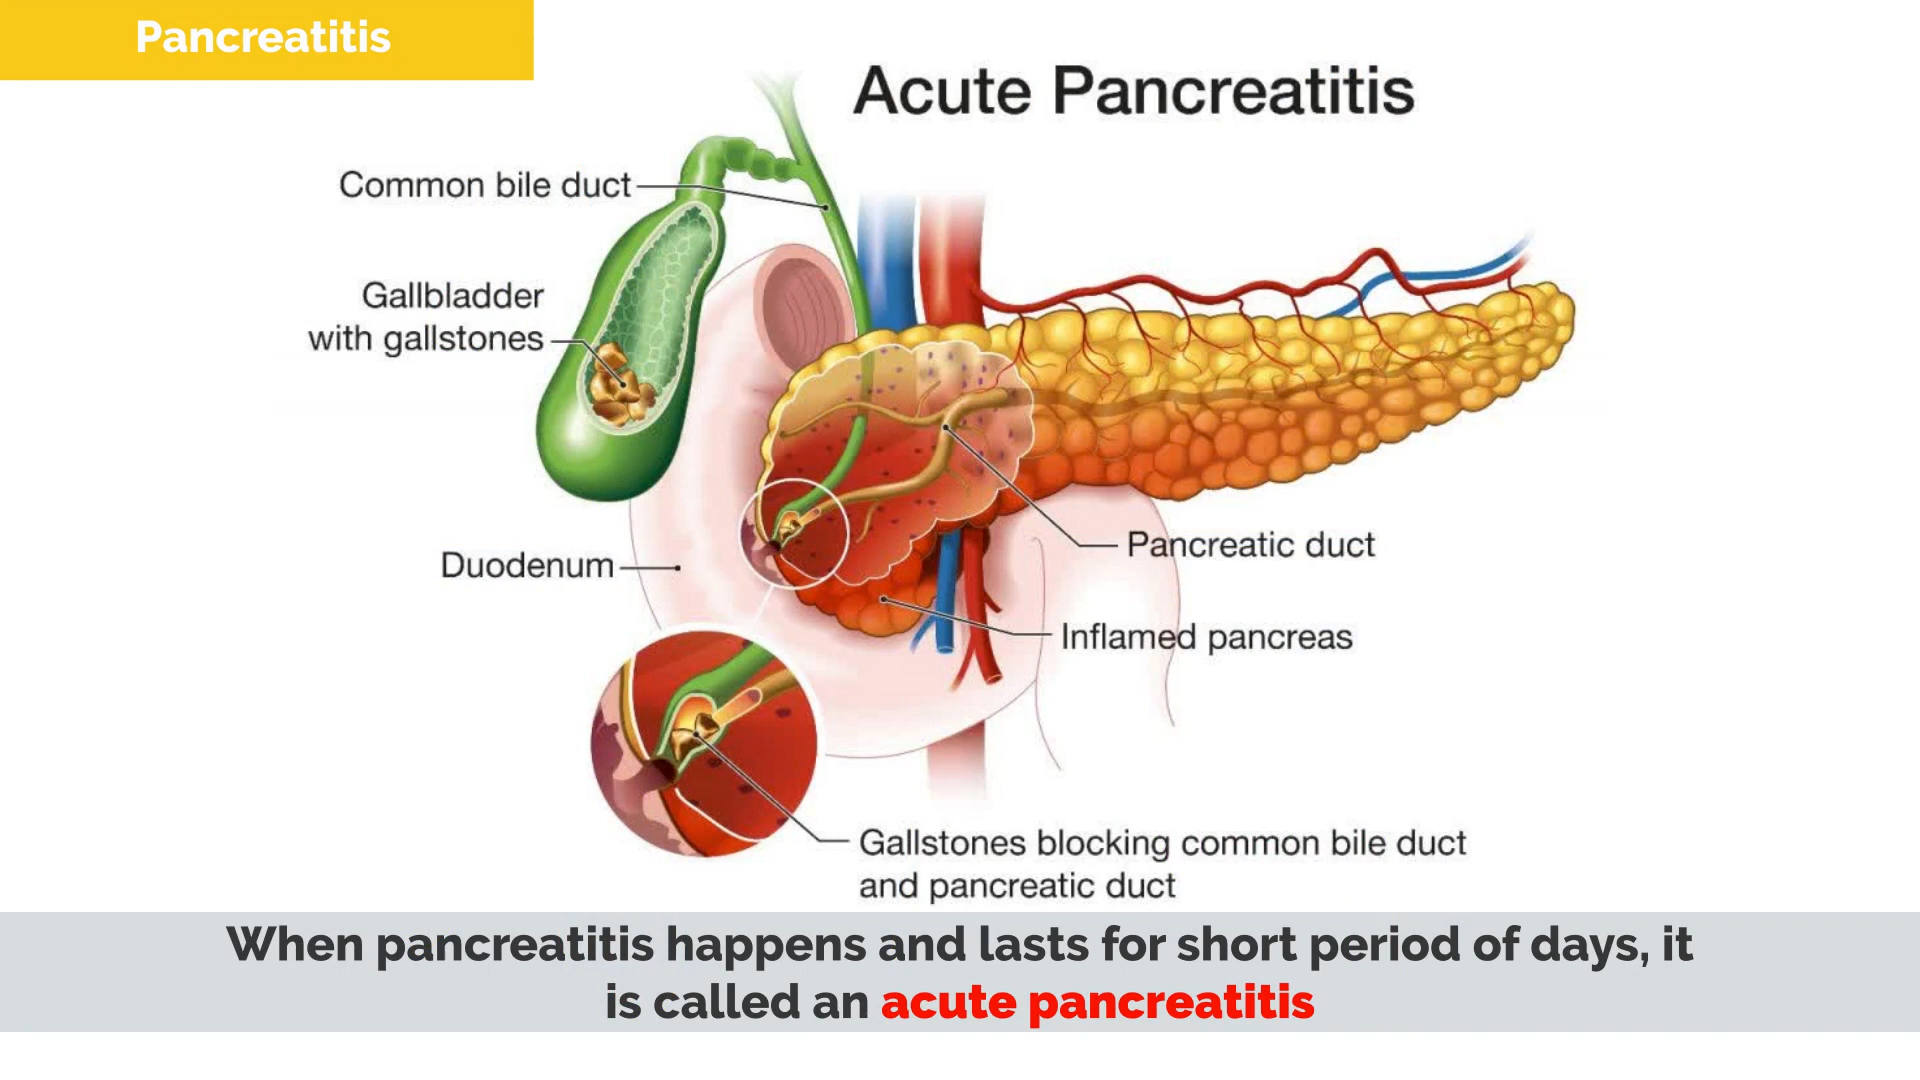 Pancreatitis
Acute Pancreatitis
Common bile duct
Gallbladder
with gallstones
Duodenum
Pancreatic duct
Inflamed pancreas
Gallstones blocking common bile duct
and pancreatic duct
When pancreatitis happens and lasts for short period of days, it
is called an acute pancreatitis